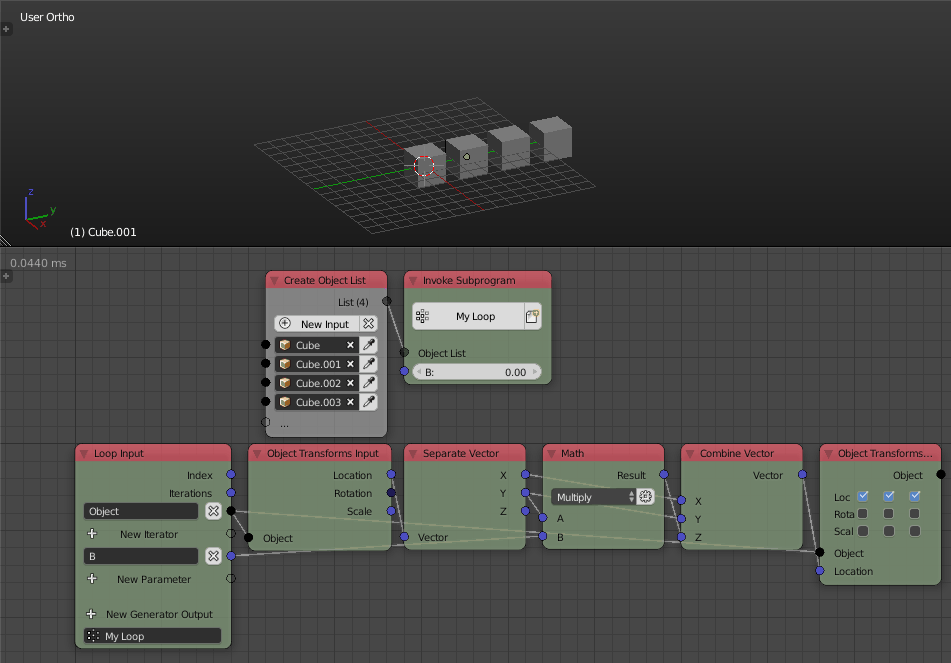 User Ortho
z
y
x
(1) Cube.001
0.0440 ms
Create Object List
List (4)
New Input
Cube
Cube.001
Cube.002
Cube.003
...
Invoke Subprogram
My Loop
Object List
B: 0.00
Loop Input
Index
Iterations
Object
New Iterator
B
New Parameter
New Generator Output
My Loop
Object Transforms Input
Location
Rotation
Scale
Object
Separate Vector
X
Y
Z
Vector
Math
Result
Multiply
A
B
Combine Vector
Vector
X
Y
Z
Object Transforms...
Object
Loc
Rota
Scal
Object
Location